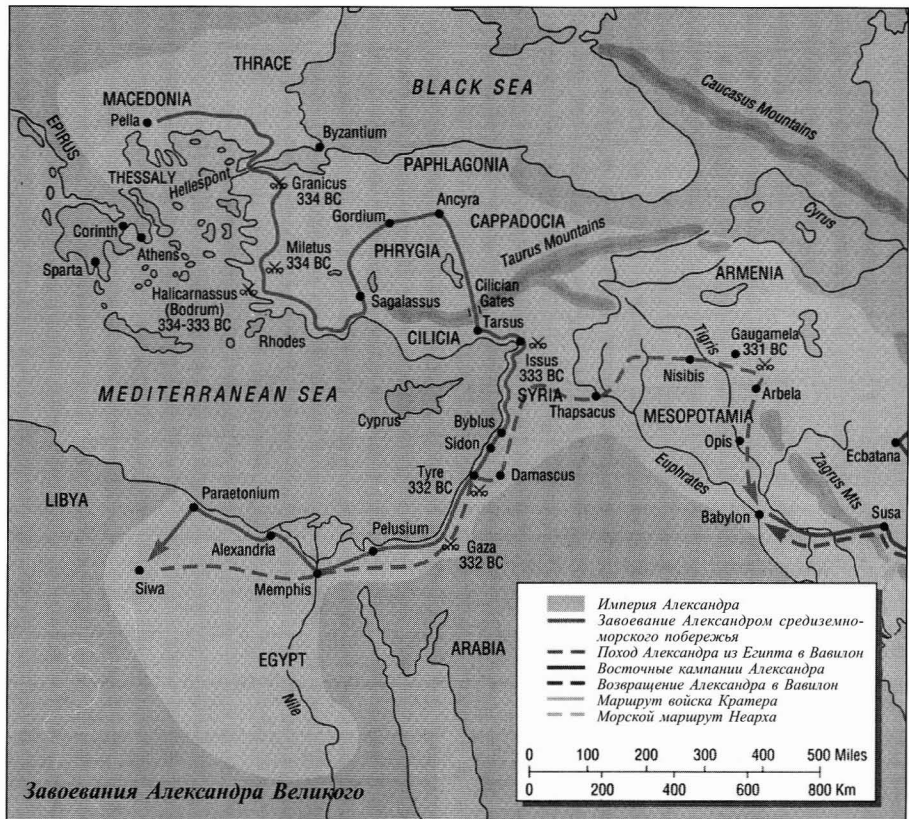 THRACE
BLACK SEA
MACEDONIA
Pella
Caucasus Mountains
EPIRUS
Byzantium
THESSALY
Hellespont
PAPHLAGONIA
Granicus
334 BC
Ancyra
Gordium
CAPPADOCIA
Cyrus
Corinth
Athens
Miletus
334 BC
PHRYGIA
Taurus Mountains
Sparta
ARMENIA
Halicarnassus
(Bodrum)
334-333 BC
Sagalassus
Cilician
Gates
Tarsus
Rhodes
CILICIA
Issus
333 BC
Tigris
Gaugamela
331 BC
Nisibis
MEDITERRANEAN SEA
SYRIA
Arbela
Cyprus
Thapsacus
MESOPOTAMIA
Byblus
Sidon
Opis
Ecbatana
Tyre
332 BC
Damascus
Euphrates
Zagrus Mts
LIBYA
Paraetonium
Susa
Babylon
Pelusium
Alexandria
Gaza
332 BC
Siwa
Memphis
EGYPT
ARABIA
Nile
Империя Александра
Завоевание Александром средиземно-
морского побережья
Поход Александра из Египта в Вавилон
Восточные кампании Александра
Возвращение Александра в Вавилон
Маршрут войска Кратера
Морской маршрут Неарха
0 100 200 300 400 500 Miles
0 200 400 600 800 Km
Завоевания Александра Великого